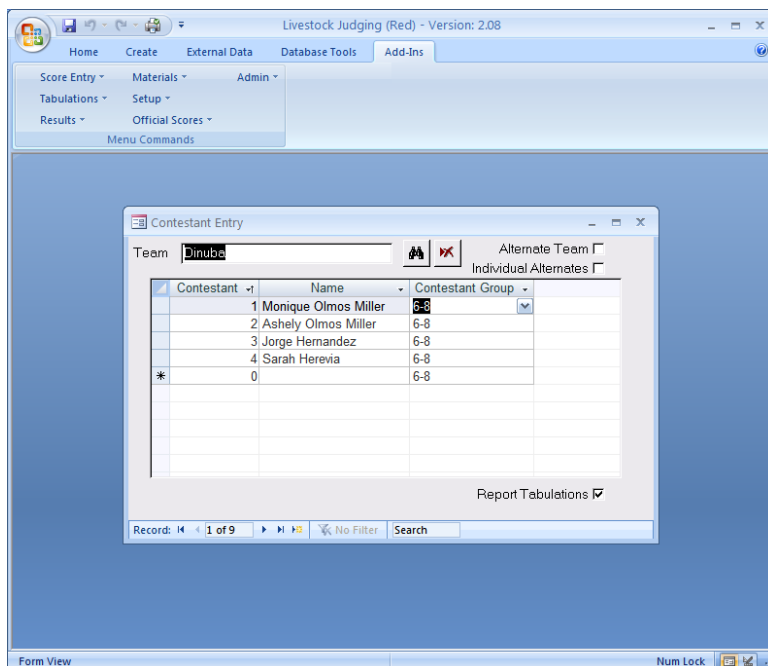 Livestock Judging (Red) - Version: 2.08
Home Create External Data Database Tools Add-Ins
Score Entry Materials Admin
Tabulations Setup
Results Official Scores
Menu Commands
Contestant Entry
Team Dinuba Alternate Team
Individual Alternates
Contestant Name Contestant Group
1 Monique Olmos Miller 6-8
2 Ashely Olmos Miller 6-8
3 Jorge Hernandez 6-8
4 Sarah Herevia 6-8
* 0 6-8
Report Tabulations
Record: 1 of 9 No Filter Search
Form View Num Lock